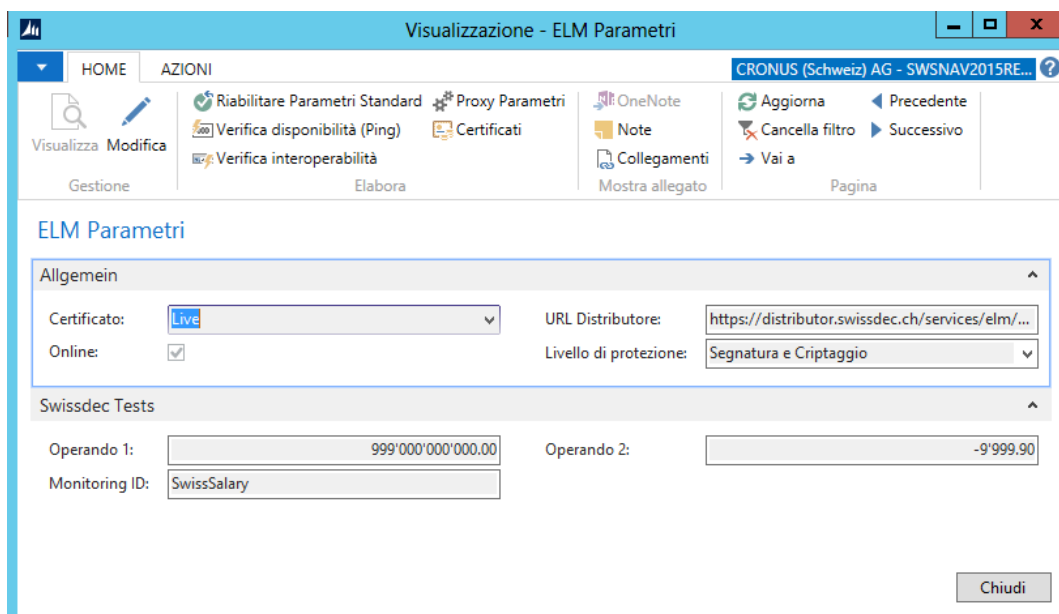 Visualizzazione - ELM Parametri
HOME AZIONI CRONUS (Schweiz) AG - SWSNAV2015RE... ?
Visualizza Modifica
Gestione
Riabilitare Parametri Standard Proxy Parametri
Verifica disponibilità (Ping) Certificati
Verifica interoperabilità
Elabora
OneNote
Note
Collegamenti
Mostra allegato
Aggiorna Precedente
Cancella filtro Successivo
Vai a
Pagina
ELM Parametri
Allgemein
Certificato: Live URL Distributore: https://distributor.swissdec.ch/services/elm/...
Online: Livello di protezione: Segnatura e Criptaggio
Swissdec Tests
Operando 1: 999'000'000'000.00 Operando 2: -9'999.90
Monitoring ID: SwissSalary
Chiudi